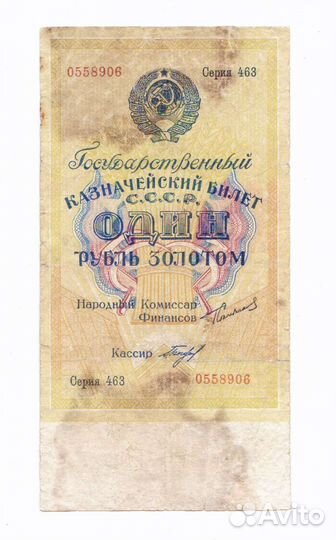 0558906 Серия 463
Государственный
КАЗНАЧЕЙСКИЙ БИЛЕТ
С.С.С.Р.
ОДИН
РУБЛЬ ЗОЛОТОМ
Народный Комиссар
Финансов
Кассир
Серия 463 0558906
Avito